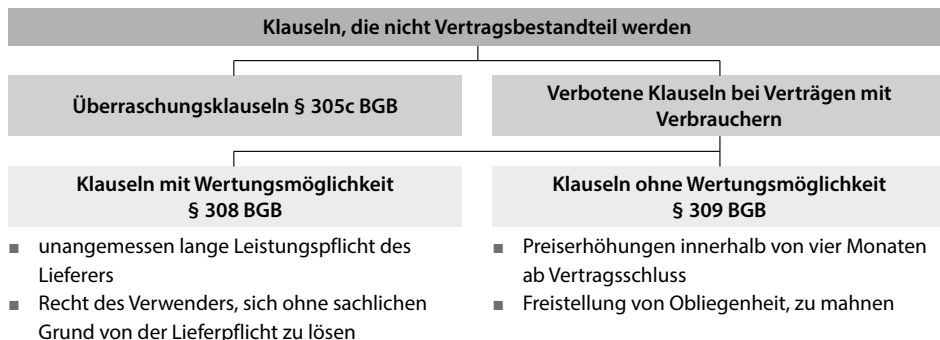 Klauseln, die nicht Vertragsbestandteil werden
Überraschungsklauseln § 305c BGB
Verbotene Klauseln bei Verträgen mit
Verbrauchern
Klauseln mit Wertungsmöglichkeit
§ 308 BGB
■ unangemessen lange Leistungspflicht des
Lieferers
■ Recht des Verwenders, sich ohne sachlichen
Grund von der Lieferpflicht zu lösen
Klauseln ohne Wertungsmöglichkeit
§ 309 BGB
■ Preiserhöhungen innerhalb von vier Monaten
ab Vertragsschluss
■ Freistellung von Obliegenheit, zu mahnen